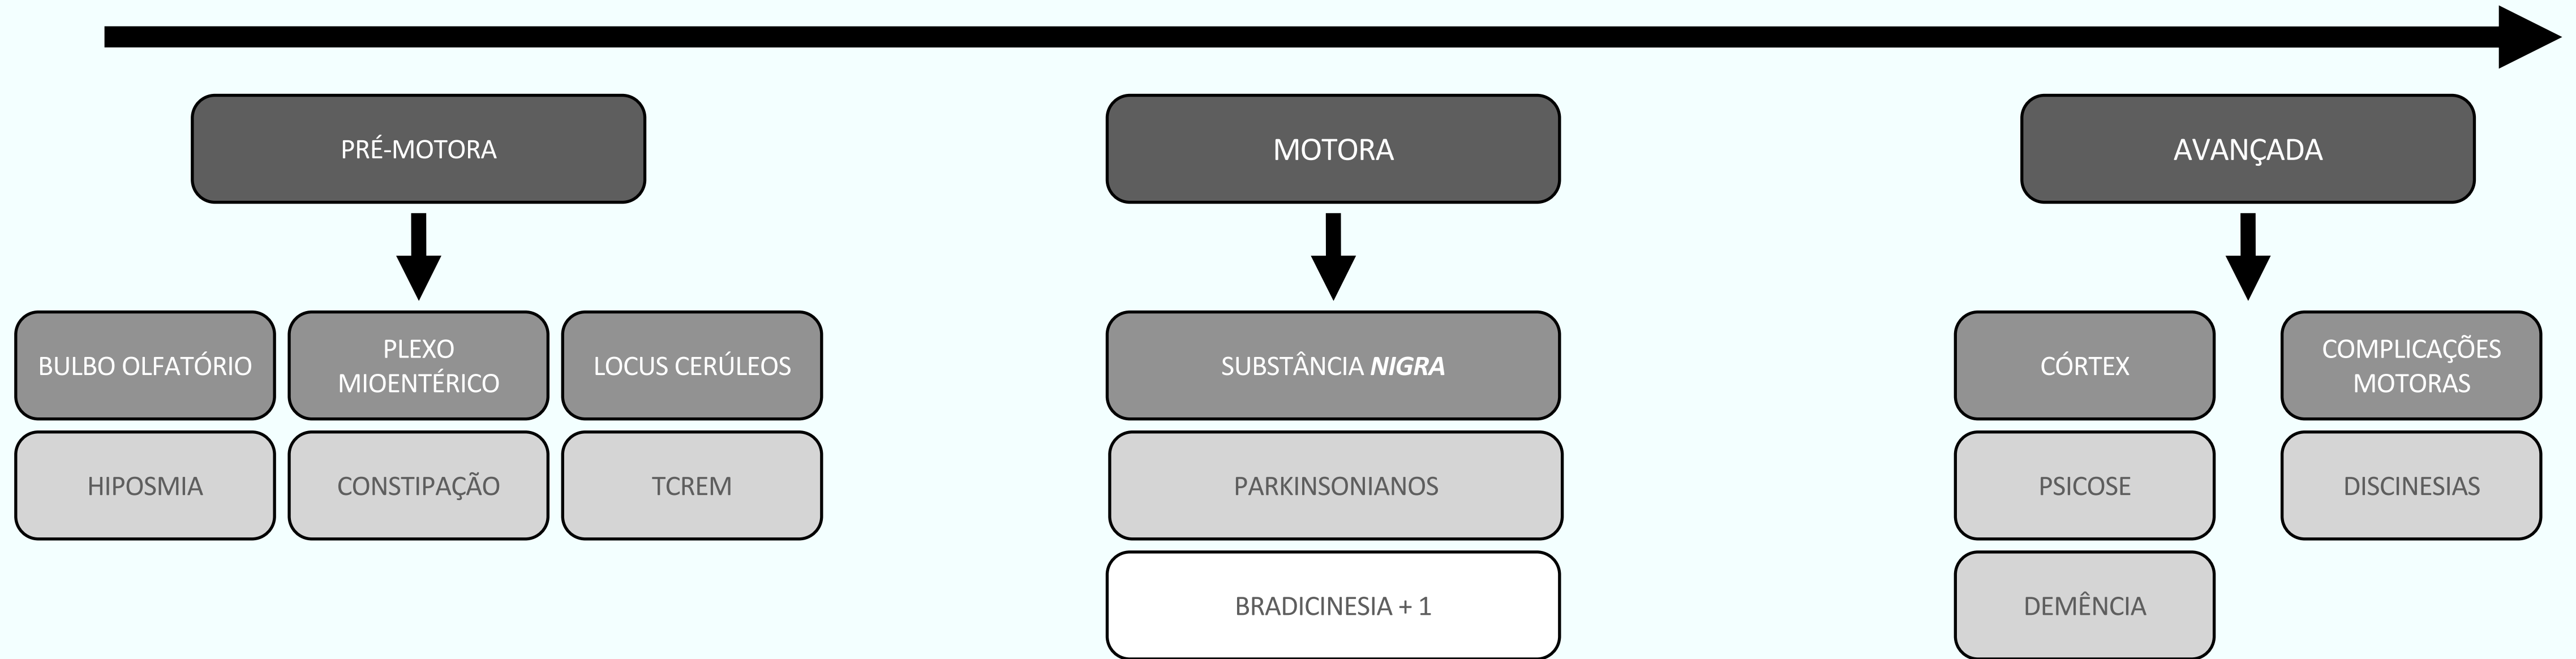 PRÉ-MOTORA
MOTORA
AVANÇADA
BULBO OLFATÓRIO
PLEXO
MIOENTÉRICO
LOCUS CERÚLEOS
SUBSTÂNCIA NIGRA
CÓRTEX
COMPLICAÇÕES
MOTORAS
HIPOSMIA
CONSTIPAÇÃO
TCREM
PARKINSONIANOS
PSICOSE
DISCINESIAS
BRADICINESIA + 1
DEMÊNCIA